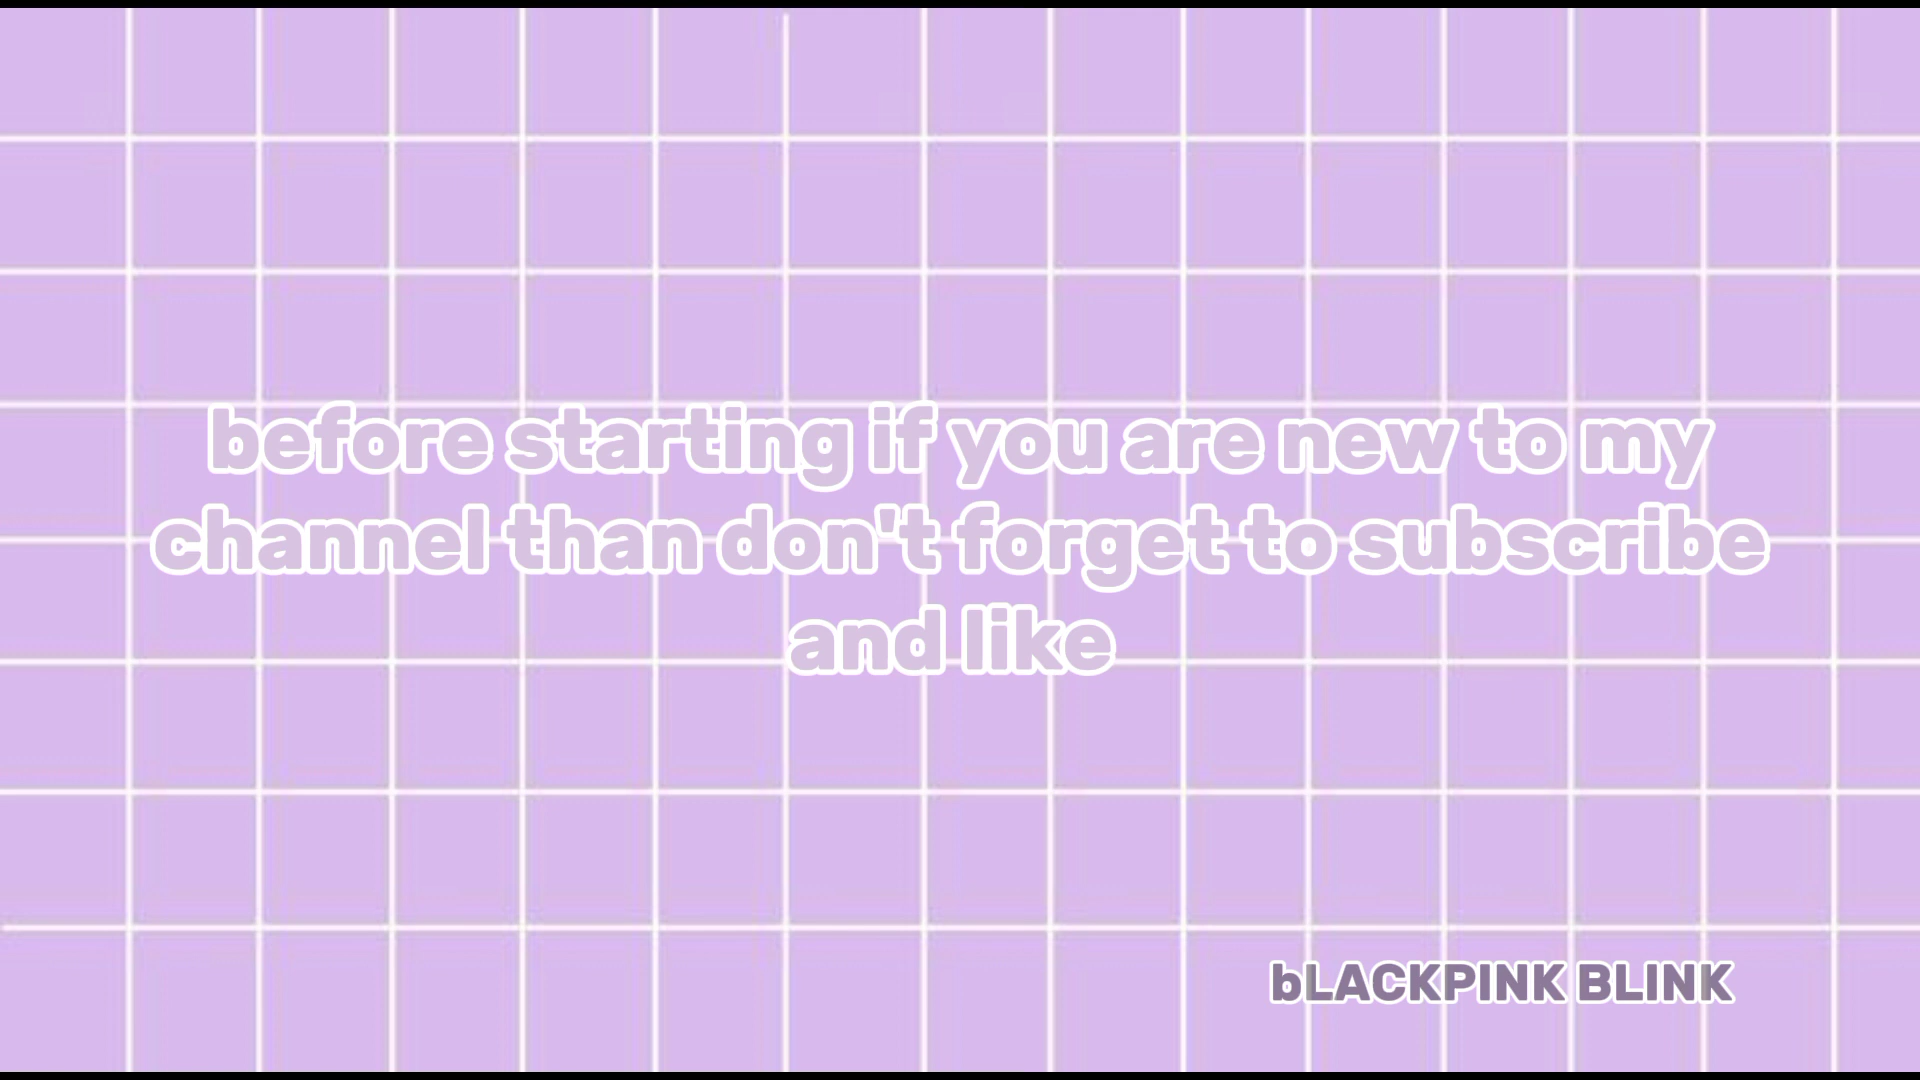 before starting if you are new to my
channel than don't forget to subscribe
and like
bLACKPINK BLINK